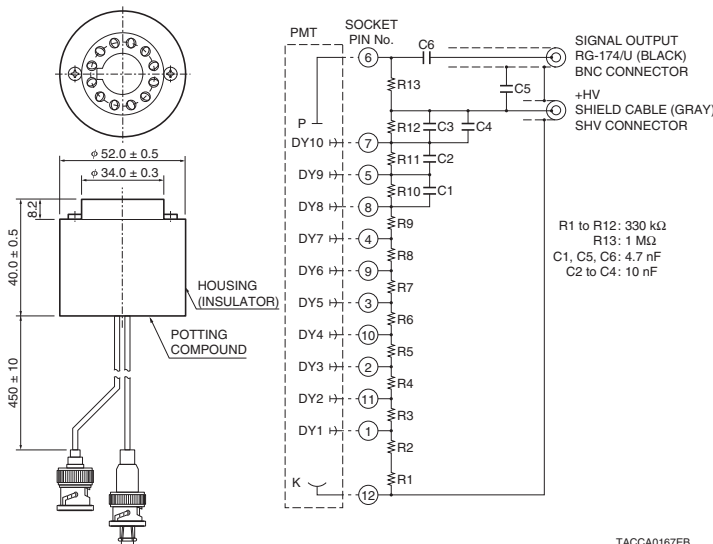 PMT
SOCKET
PIN No.
SIGNAL OUTPUT
RG-174/U (BLACK)
BNC CONNECTOR
+HV
SHIELD CABLE (GRAY)
SHV CONNECTOR
6
C6
C5
R13
P
R12
C3
C4
DY10
7
R11
C2
DY9
5
R10
C1
DY8
8
R9
DY7
4
R8
DY6
9
R7
DY5
3
R6
DY4
10
R5
DY3
2
R4
DY2
11
R3
DY1
1
R2
R1
K
12
R1 to R12: 330 kΩ
R13: 1 MΩ
C1, C5, C6: 4.7 nF
C2 to C4: 10 nF
ϕ 52.0 ± 0.5
ϕ 34.0 ± 0.3
8.2
40.0 ± 0.5
450 ± 10
HOUSING
(INSULATOR)
POTTING
COMPOUND
TACCA0167EB